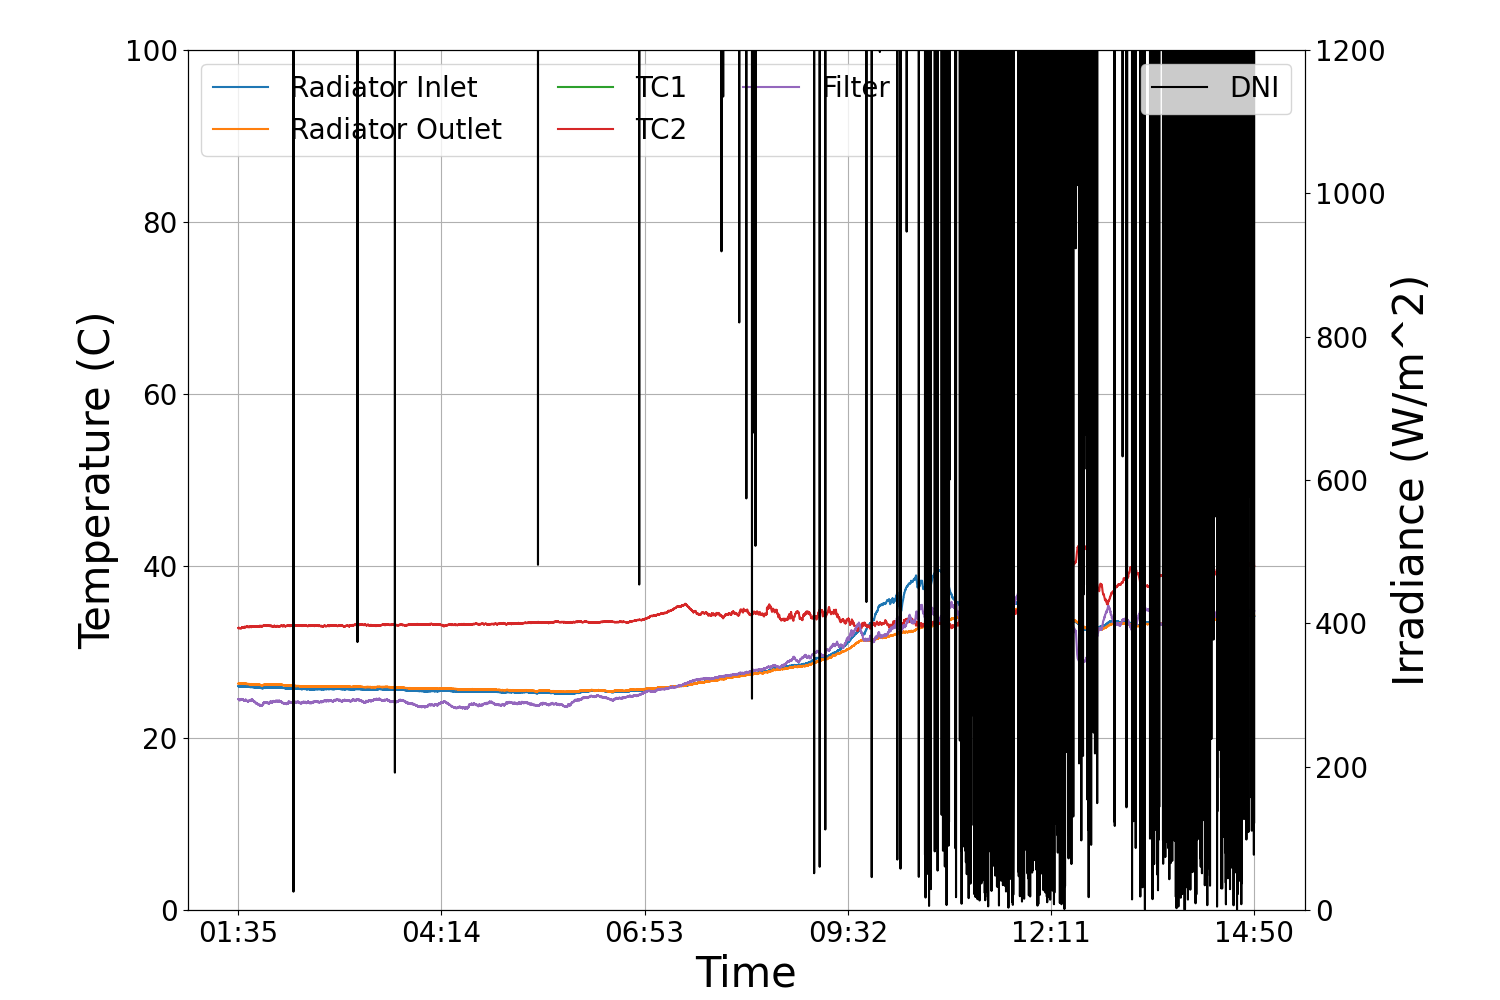 100
80
60
40
20
0
Temperature (C)
Radiator Inlet
Radiator Outlet
TC1
TC2
Filter
DNI
1200
1000
800
600
400
200
0
Irradiance (W/m^2)
01:35 04:14 06:53 09:32 12:11 14:50
Time